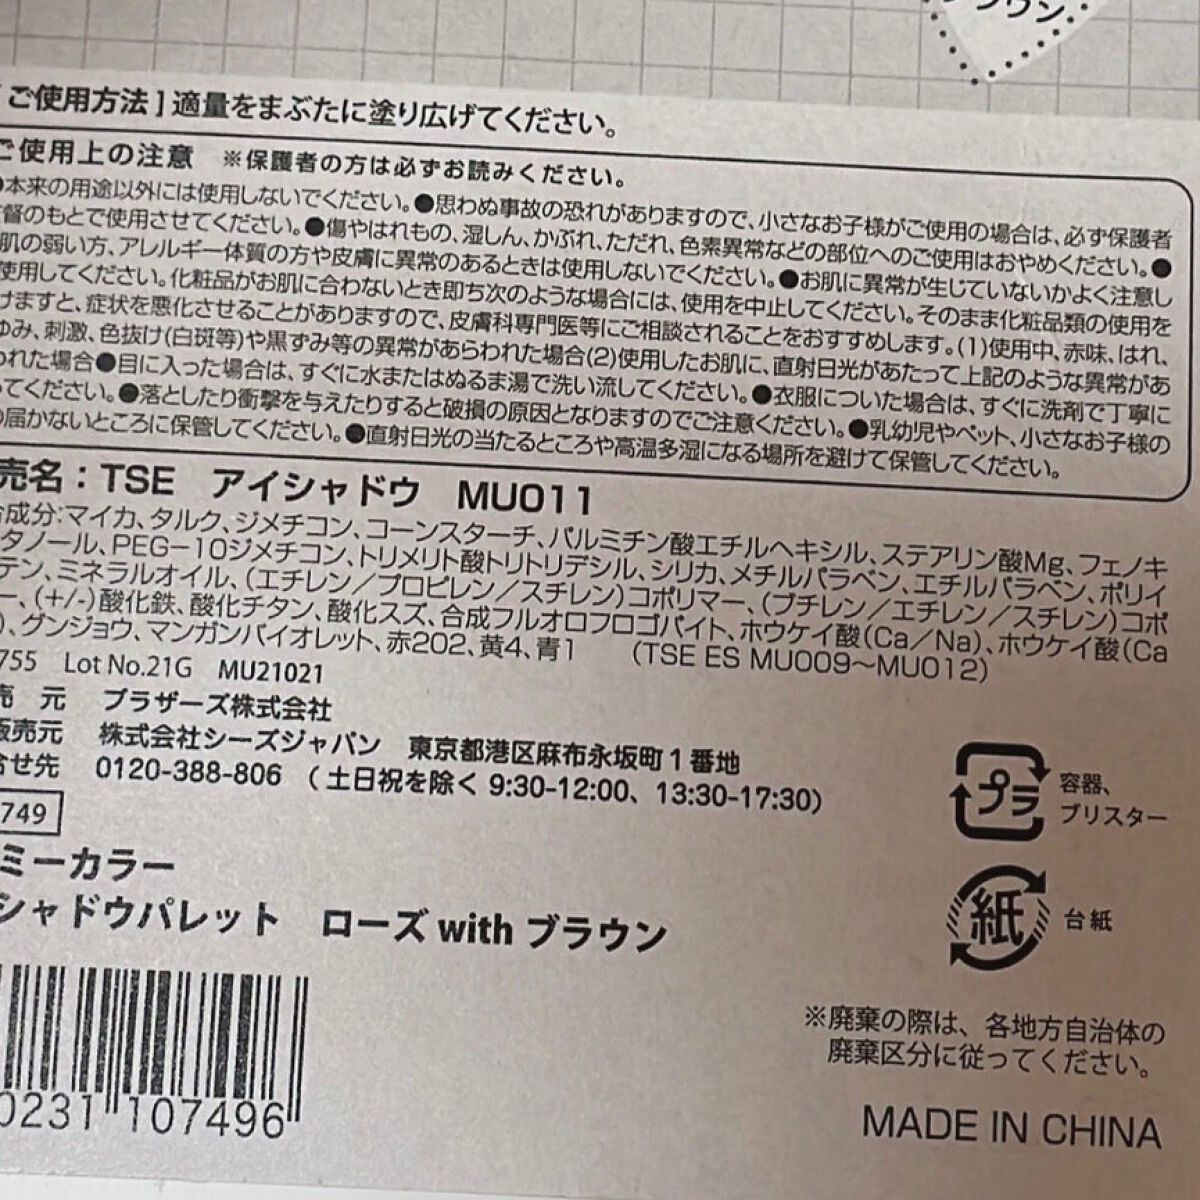 ラウン
ご使用方法]適量をまぶたに塗り広げてください。
ご使用上の注意 ※保護者の方は必ずお読みください。
●本来の用途以外には使用しないでください。●思わぬ事故の恐れがありますので、小さなお子様がご使用の場合は、必ず保護者
督のもとで使用させてください。●傷やはれもの、湿しん、かぶれ、ただれ、色素異常などの部位へのご使用はおやめください。●
肌の弱い方、アレルギー体質の方や皮膚に異常のあるときは使用しないでください。●お肌に異常が生じていないかよく注意し
使用してください。化粧品がお肌に合わないとき即ち次のような場合には、使用を中止してください。そのまま化粧品類の使用を
けますと、症状を悪化させることがありますので、皮膚科専門医等にご相談されることをおすすめします。(1)使用中、赤味、はれ、
ゆみ、刺激、色抜け(白斑等)や黒ずみ等の異常があらわれた場合(2)使用したお肌に、直射日光があたって上記のような異常があ
われた場合●目に入った場合は、すぐに水またはぬるま湯で洗い流してください。●衣服についた場合は、すぐに洗剤で丁寧に
ってください。●落としたり衝撃を与えたりすると破損の原因となりますのでご注意ください。●乳幼児やペット、小さなお子様の
の届かないところに保管してください。●直射日光の当たるところや高温多湿になる場所を避けて保管してください。
売名：TSE アイシャドウ MU011
合成分:マイカ、タルク、ジメチコン、コーンスターチ、パルミチン酸エチルヘキシル、ステアリン酸Mg、フェノキ
タノール、PEG-10ジメチコン、トリメリト酸トリトリデシル、シリカ、メチルパラベン、エチルパラベン、ポリイ
テン、ミネラルオイル、(エチレン／プロピレン／スチレン)コポリマー、(ブチレン／エチレン／スチレン)コポ
ー、(+/-)酸化鉄、酸化チタン、酸化スズ、合成フルオロフロゴパイト、ホウケイ酸(Ca／Na)、ホウケイ酸(Ca
)、グンジョウ、マンガンバイオレット、赤202、黄4、青1 (TSE ES MU009～MU012)
755 Lot No.21G MU21021
売 元 ブラザーズ株式会社
販売元 株式会社シーズジャパン 東京都港区麻布永坂町1番地
合せ先 0120-388-806 (土日祝を除く 9:30-12:00、13:30-17:30)
749
ミーカラー
シャドウパレット ローズ with ブラウン
プラ
容器、
ブリスター
紙
台紙
0231 107496
※廃棄の際は、各地方自治体の
廃棄区分に従ってください。
MADE IN CHINA